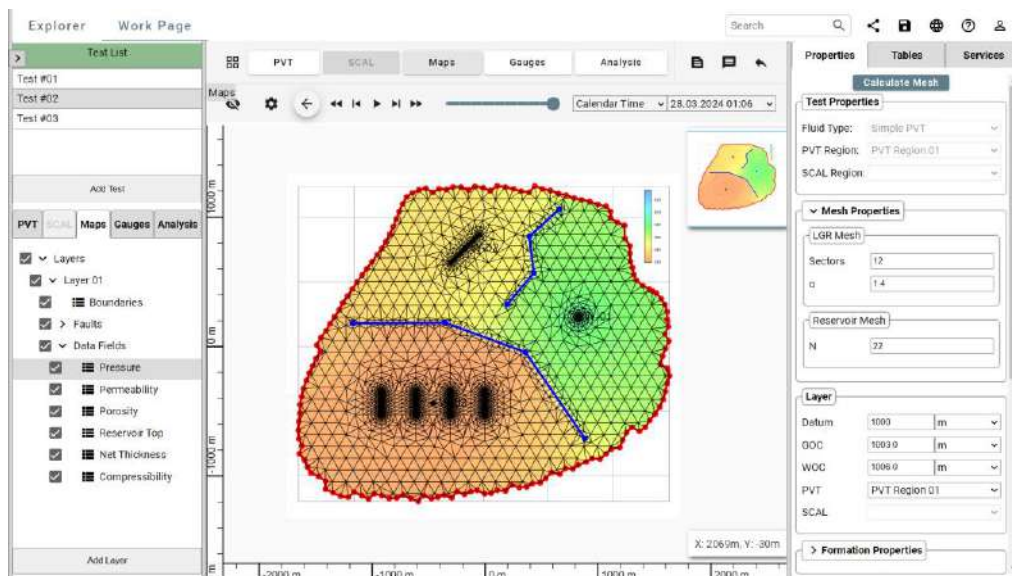 Explorer
Work Page
Search
Test List
Test #01
Test #02
Test #03
Add Test
PVT SCAL Maps Gauges Analysis
Layers
Layer 01
Boundaries
Faults
Data Fields
Pressure
Permeability
Porosity
Reservoir Top
Net Thickness
Compressibility
Add Layer
PVT SCAL Maps Gauges Analysis
Maps
Calendar Time 28.03.2024 01:06
1000 m
0 m
-1000 m
-2000 m -1000 m 0 m 1000 m 2000 m
X: 2069m, Y: -30m
Properties Tables Services
Calculate Mesh
Test Properties
Fluid Type: Simple PVT
PVT Region: PVT Region 01
SCAL Region:
Mesh Properties
LGR Mesh
Sectors 12
α 1.4
Reservoir Mesh
N 22
Layer
Datum 1000 m
GOC 1003.0 m
WOC 1006.0 m
PVT PVT Region 01
SCAL
Formation Properties